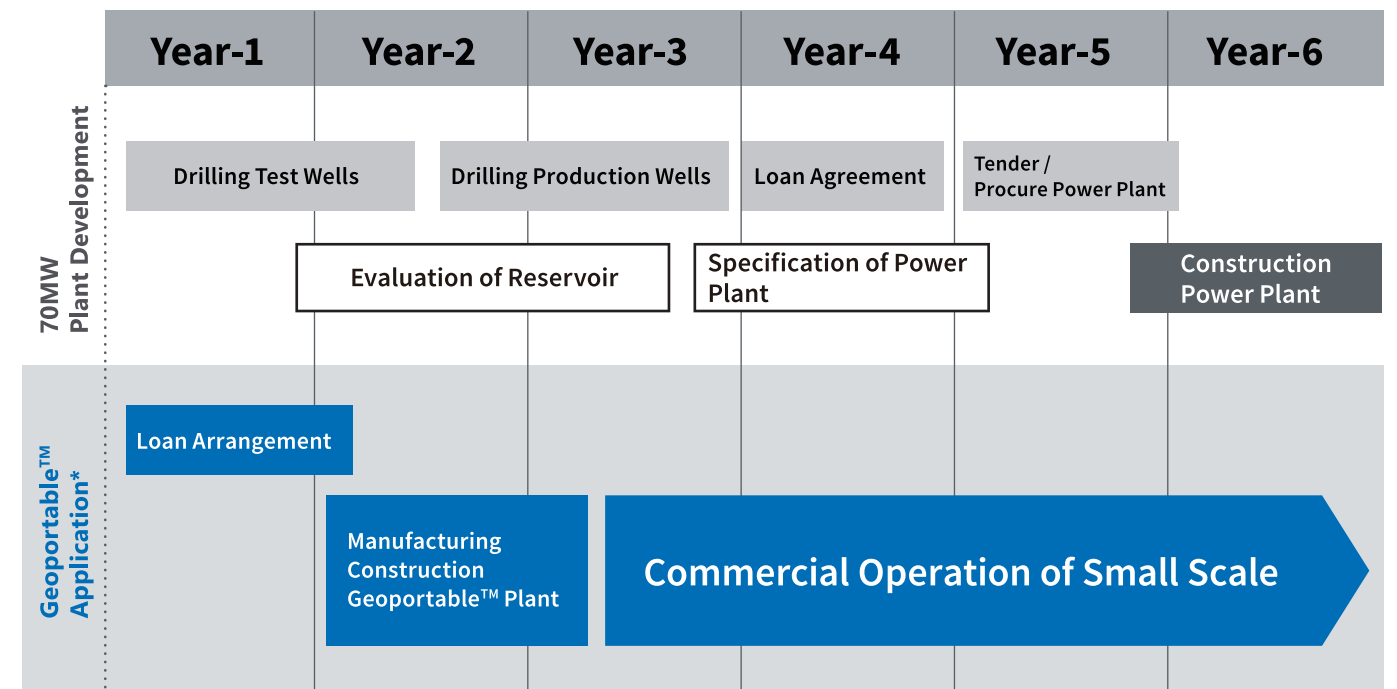 Year-1
Year-2
Year-3
Year-4
Year-5
Year-6
70MW
Plant Development
Drilling Test Wells
Drilling Production Wells
Loan Agreement
Tender /
Procure Power Plant
Evaluation of Reservoir
Specification of Power
Plant
Construction
Power Plant
Geoportable™
Application*
Loan Arrangement
Manufacturing
Construction
Geoportable™ Plant
Commercial Operation of Small Scale